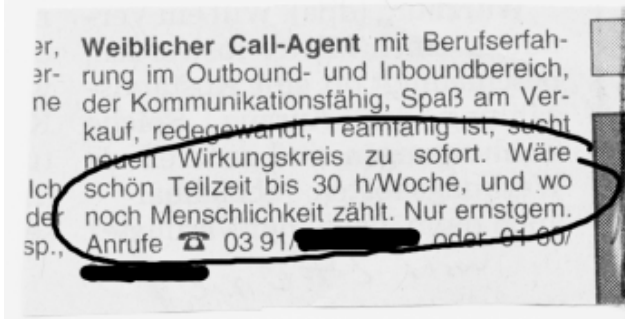 er,
er-
ne
Ich
der
sp.,
Weiblicher Call-Agent mit Berufserfah-
rung im Outbound- und Inboundbereich,
der Kommunikationsfähig, Spaß am Ver-
kauf, redegewandt, Teamfähig ist, sucht
neuen Wirkungskreis zu sofort. Wäre
schön Teilzeit bis 30 h/Woche, und wo
noch Menschlichkeit zählt. Nur ernstgem.
Anrufe ☎ 03 91/ oder 01 60/